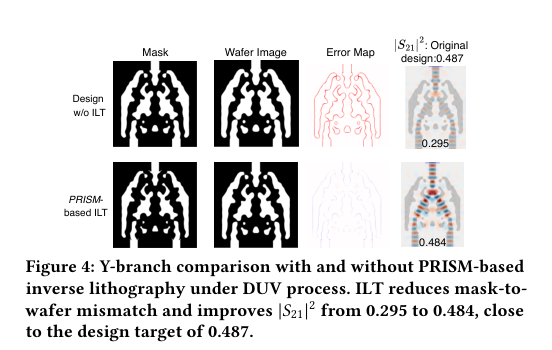 Mask
Wafer Image
Error Map
|S₂₁|²: Original
design:0.487
Design
w/o ILT
0.295
PRISM-
based ILT
0.484
Figure 4: Y-branch comparison with and without PRISM-based
inverse lithography under DUV process. ILT reduces mask-to-
wafer mismatch and improves |S₂₁|² from 0.295 to 0.484, close
to the design target of 0.487.